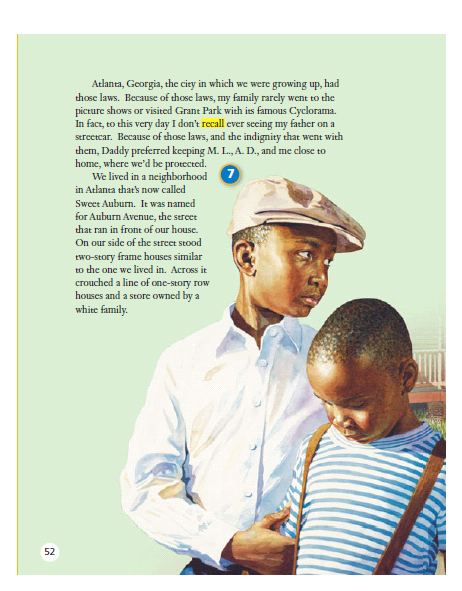 Atlanta, Georgia, the city in which we were growing up, had
those laws. Because of those laws, my family rarely went to the
picture shows or visited Grant Park with its famous Cyclorama.
In fact, to this very day I don't recall ever seeing my father on a
streetcar. Because of those laws, and the indignity that went with
them, Daddy preferred keeping M. L., A. D., and me close to
home, where we'd be protected.
We lived in a neighborhood
in Atlanta that's now called
Sweet Auburn. It was named
for Auburn Avenue, the street
that ran in front of our house.
On our side of the street stood
two-story frame houses similar
to the one we lived in. Across it
crouched a line of one-story row
houses and a store owned by a
white family.
7
52